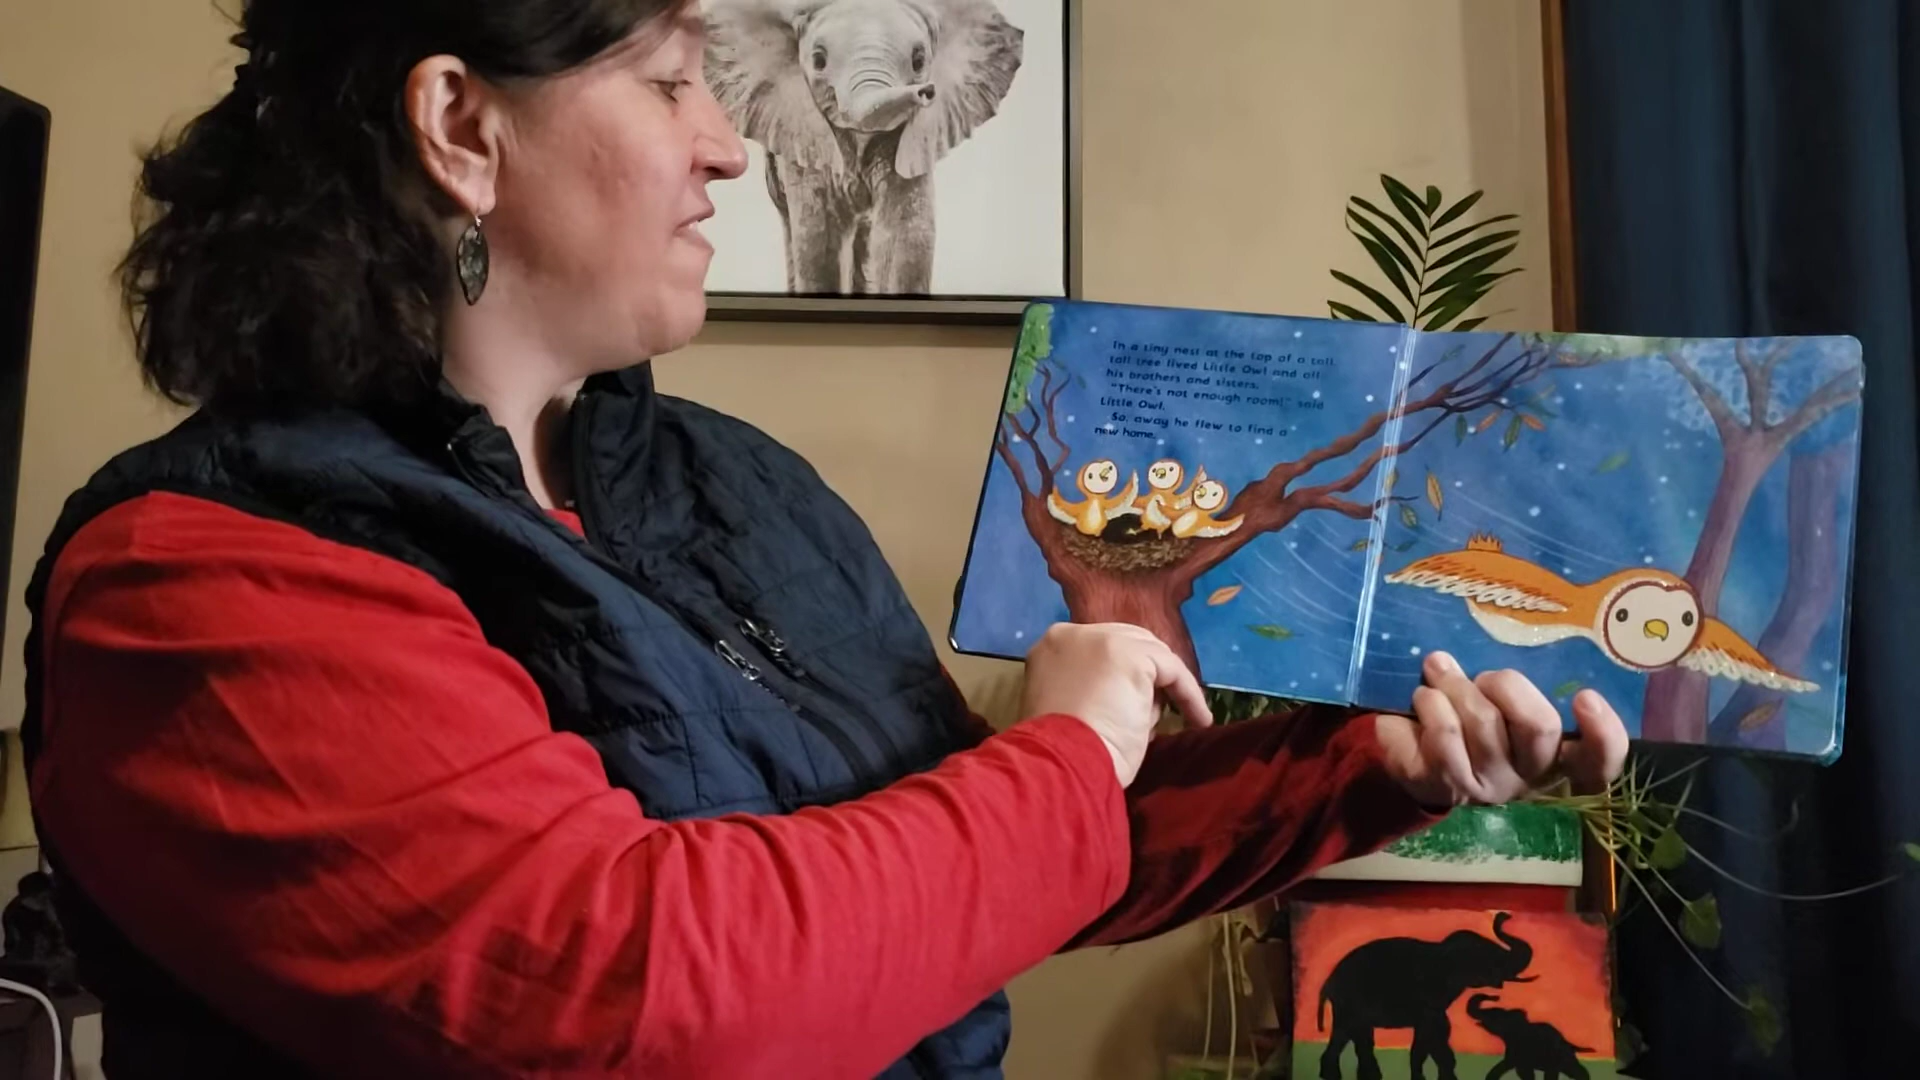 In a tiny nest at the top of a tall,
tall tree lived Little Owl and all
his brothers and sisters.
"There's not enough room!" said
Little Owl.
So, away he flew to find a
new home.